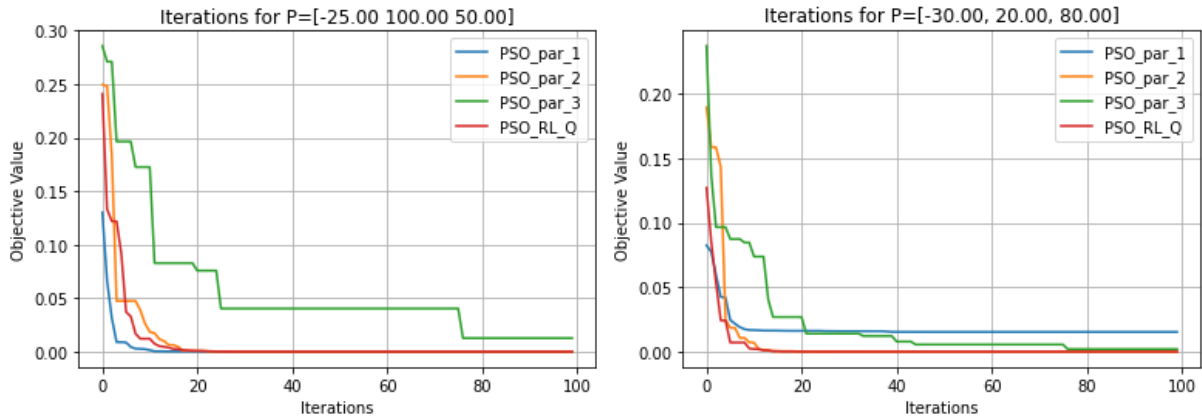 Iterations for P=[-25.00 100.00 50.00]
0.30
0.25
0.20
0.15
0.10
0.05
0.00
Objective Value
PSO_par_1
PSO_par_2
PSO_par_3
PSO_RL_Q
0 20 40 60 80 100
Iterations
Iterations for P=[-30.00, 20.00, 80.00]
0.20
0.15
0.10
0.05
0.00
Objective Value
PSO_par_1
PSO_par_2
PSO_par_3
PSO_RL_Q
0 20 40 60 80 100
Iterations